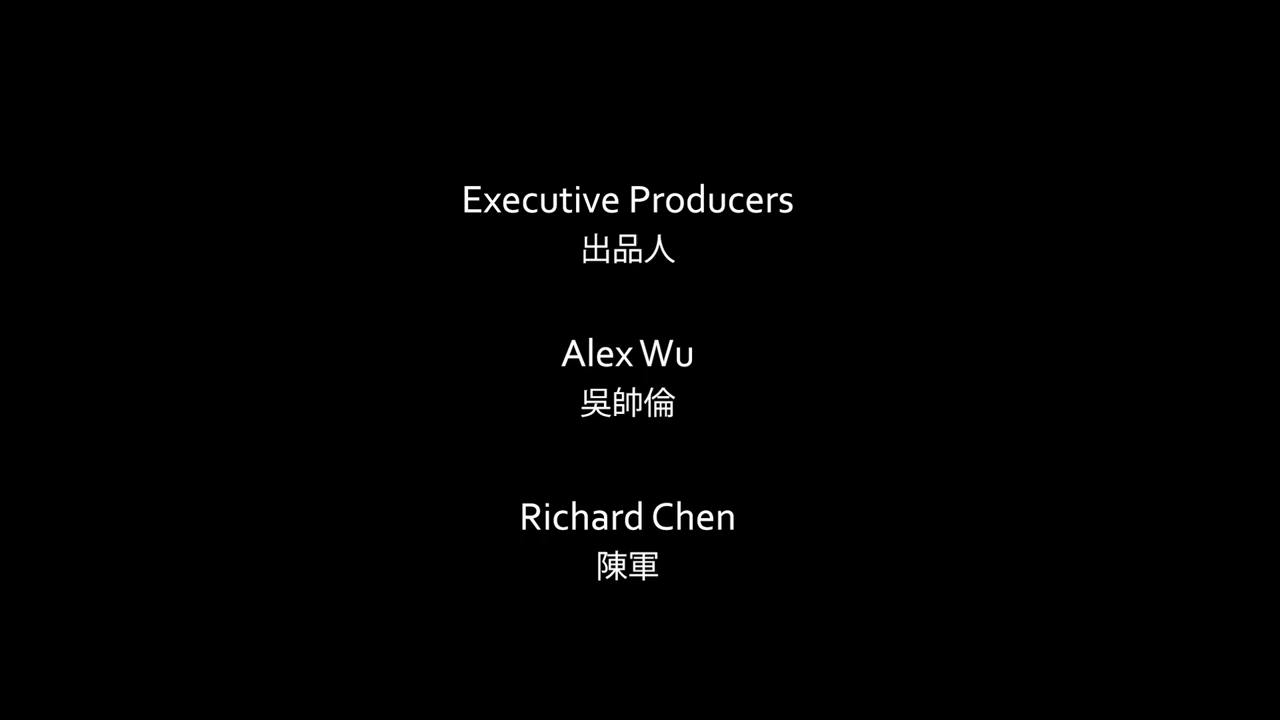 Executive Producers
出品人
Alex Wu
吳帥倫
Richard Chen
陳軍